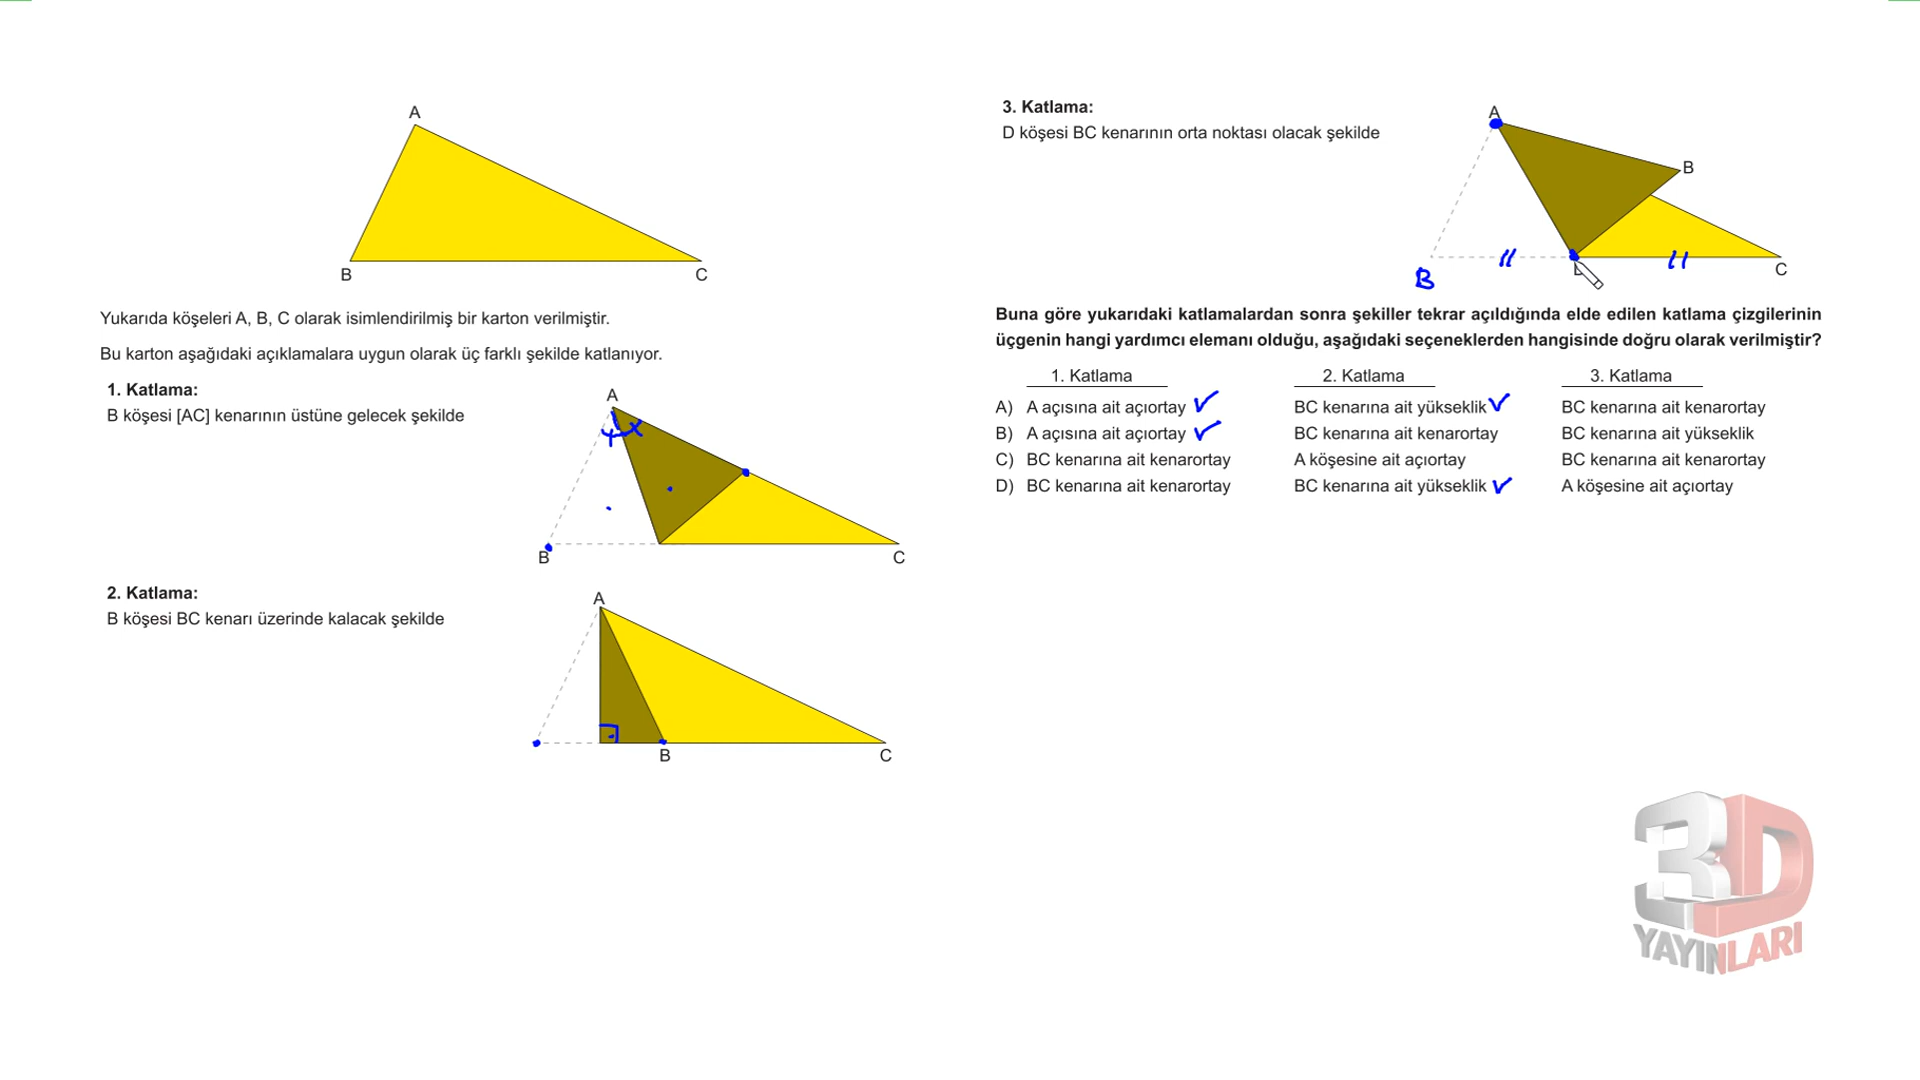 A
B
C
Yukarıda köşeleri A, B, C olarak isimlendirilmiş bir karton verilmiştir.
Bu karton aşağıdaki açıklamalara uygun olarak üç farklı şekilde katlanıyor.
1. Katlama:
B köşesi [AC] kenarının üstüne gelecek şekilde
A
x
B
C
2. Katlama:
B köşesi BC kenarı üzerinde kalacak şekilde
A
B
C
3. Katlama:
D köşesi BC kenarının orta noktası olacak şekilde
A
B
B
C
Buna göre yukarıdaki katlamalardan sonra şekiller tekrar açıldığında elde edilen katlama çizgilerinin
üçgenin hangi yardımcı elemanı olduğu, aşağıdaki seçeneklerden hangisinde doğru olarak verilmiştir?
1. Katlama 2. Katlama 3. Katlama
A) A açısına ait açıortay BC kenarına ait yükseklik BC kenarına ait kenarortay
B) A açısına ait açıortay BC kenarına ait kenarortay BC kenarına ait yükseklik
C) BC kenarına ait kenarortay A köşesine ait açıortay BC kenarına ait kenarortay
D) BC kenarına ait kenarortay BC kenarına ait yükseklik A köşesine ait açıortay
3D
YAYINLARI